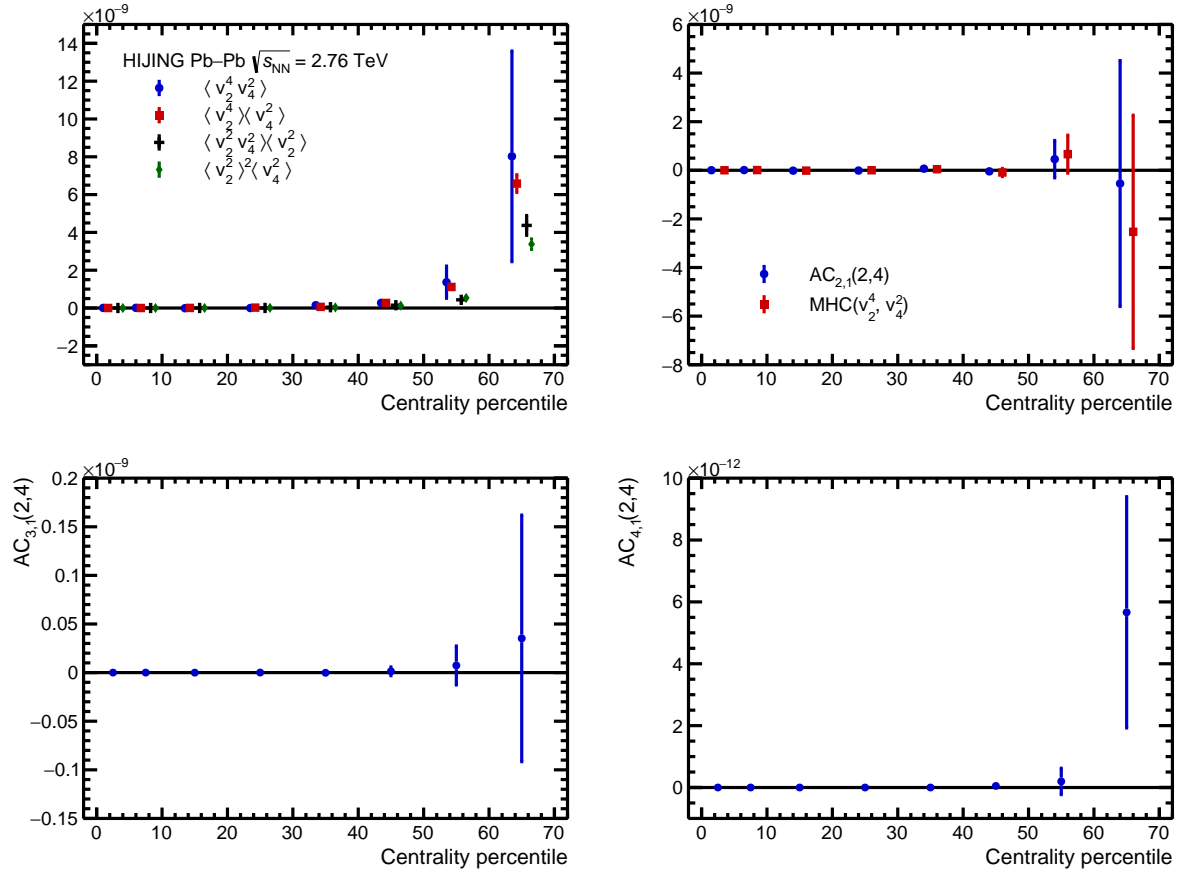 ×10⁻⁹
HIJING Pb–Pb √s_NN = 2.76 TeV
⟨ v₂⁴ v₄² ⟩
⟨ v₂⁴ ⟩⟨ v₄² ⟩
⟨ v₂² v₄² ⟩⟨ v₂² ⟩
⟨ v₂² ⟩²⟨ v₄² ⟩
14
12
10
8
6
4
2
0
−2
0 10 20 30 40 50 60 70
Centrality percentile
×10⁻⁹
6
4
2
0
−2
−4
−6
−8
AC₂,₁(2,4)
MHC(v₂⁴, v₄²)
0 10 20 30 40 50 60 70
Centrality percentile
×10⁻⁹
AC₃,₁(2,4)
0.2
0.15
0.1
0.05
0
−0.05
−0.1
−0.15
0 10 20 30 40 50 60 70
Centrality percentile
×10⁻¹²
AC₄,₁(2,4)
10
8
6
4
2
0
0 10 20 30 40 50 60 70
Centrality percentile